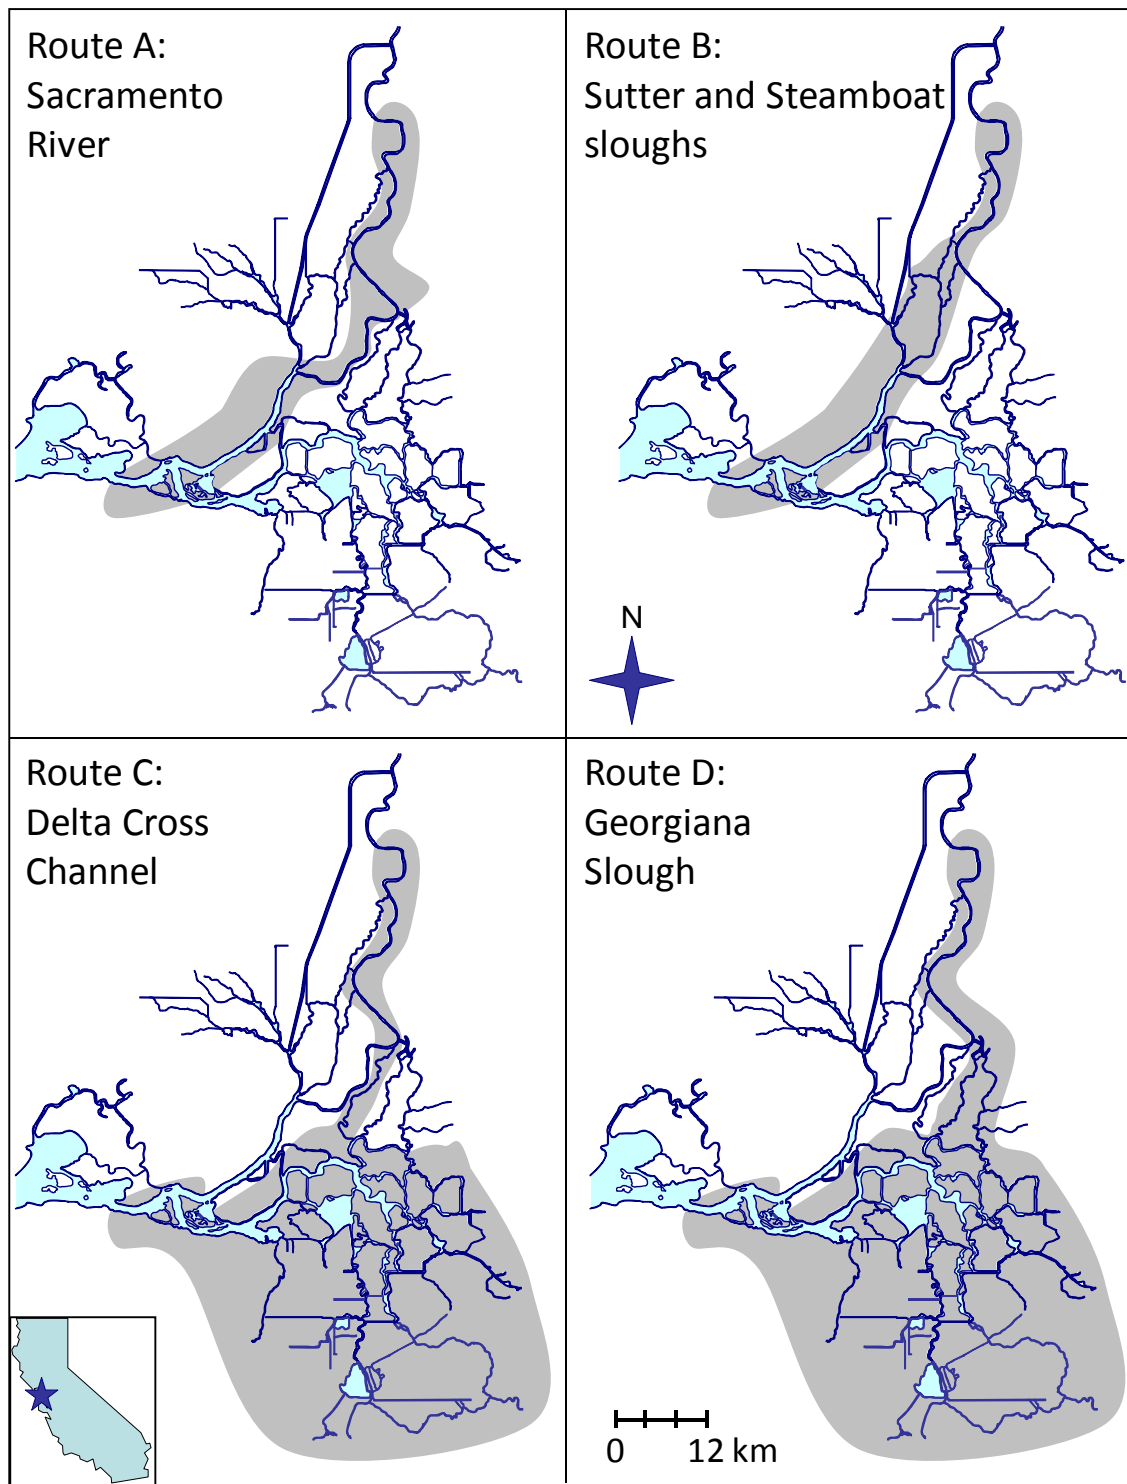 Route A:
Sacramento
River
Route B:
Sutter and Steamboat
sloughs
N
Route C:
Delta Cross
Channel
Route D:
Georgiana
Slough
0 12 km